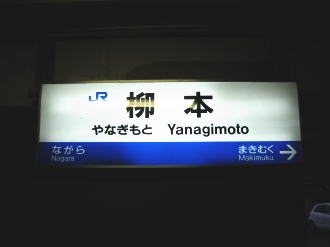 JR 柳本
やなぎもと Yanagimoto
ながら まきむく
Nagara Makimuku